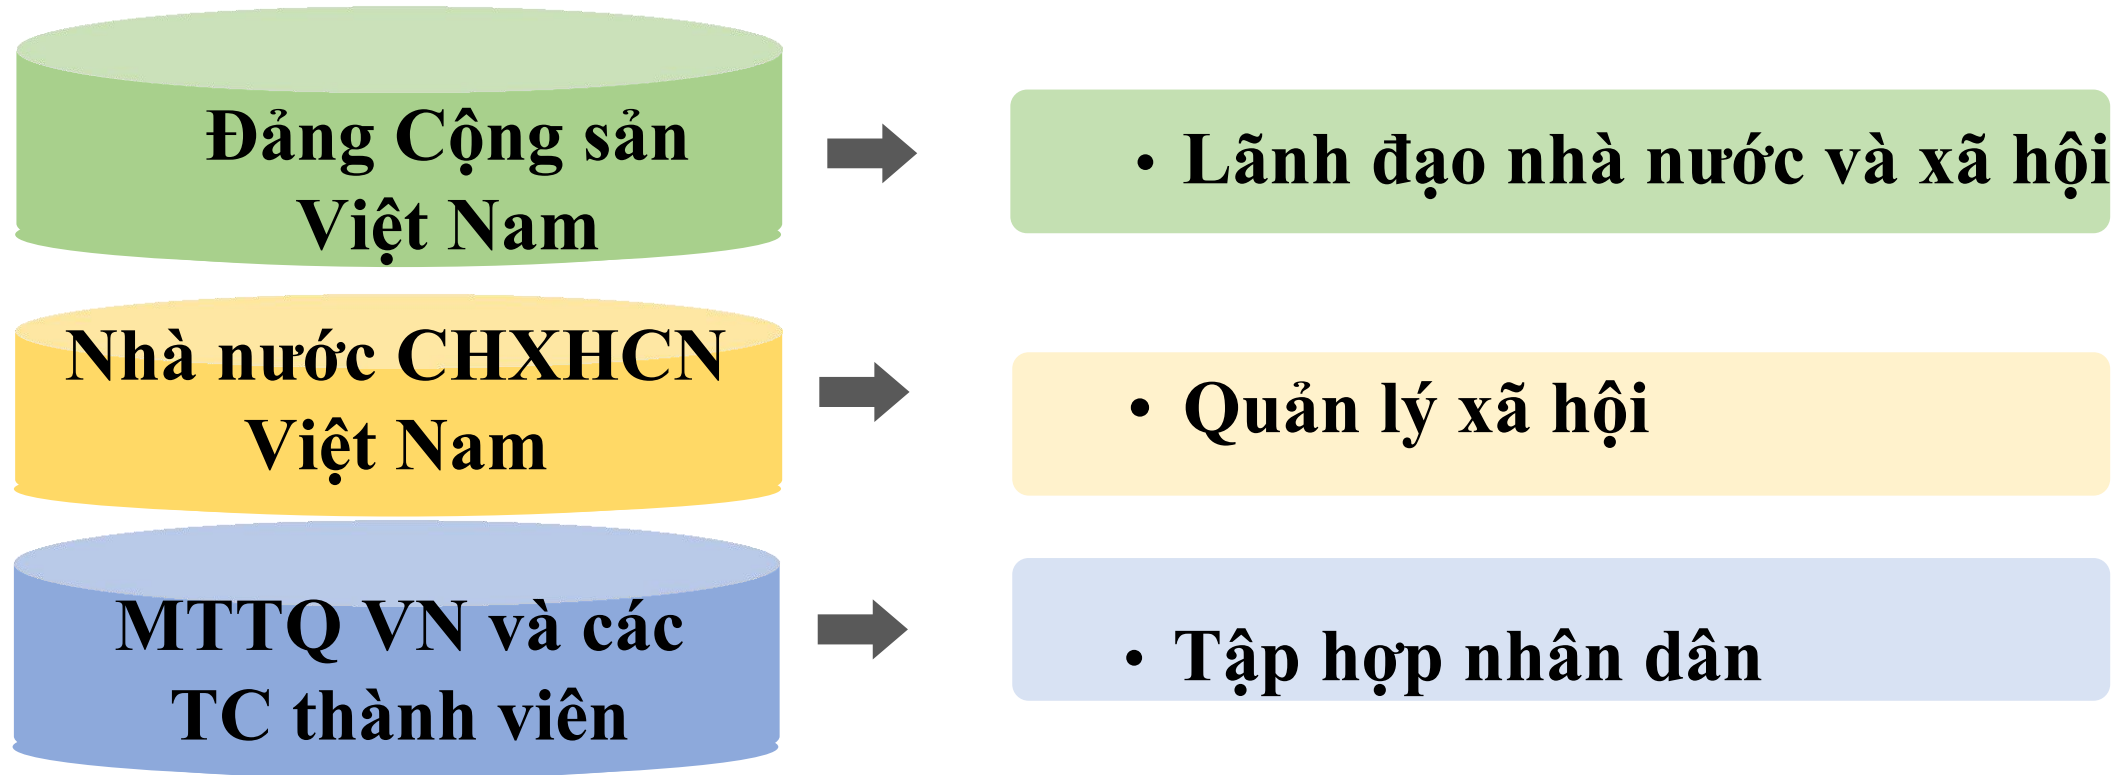 Đảng Cộng sản
Việt Nam
• Lãnh đạo nhà nước và xã hội
Nhà nước CHXHCN
Việt Nam
• Quản lý xã hội
MTTQ VN và các
TC thành viên
• Tập hợp nhân dân